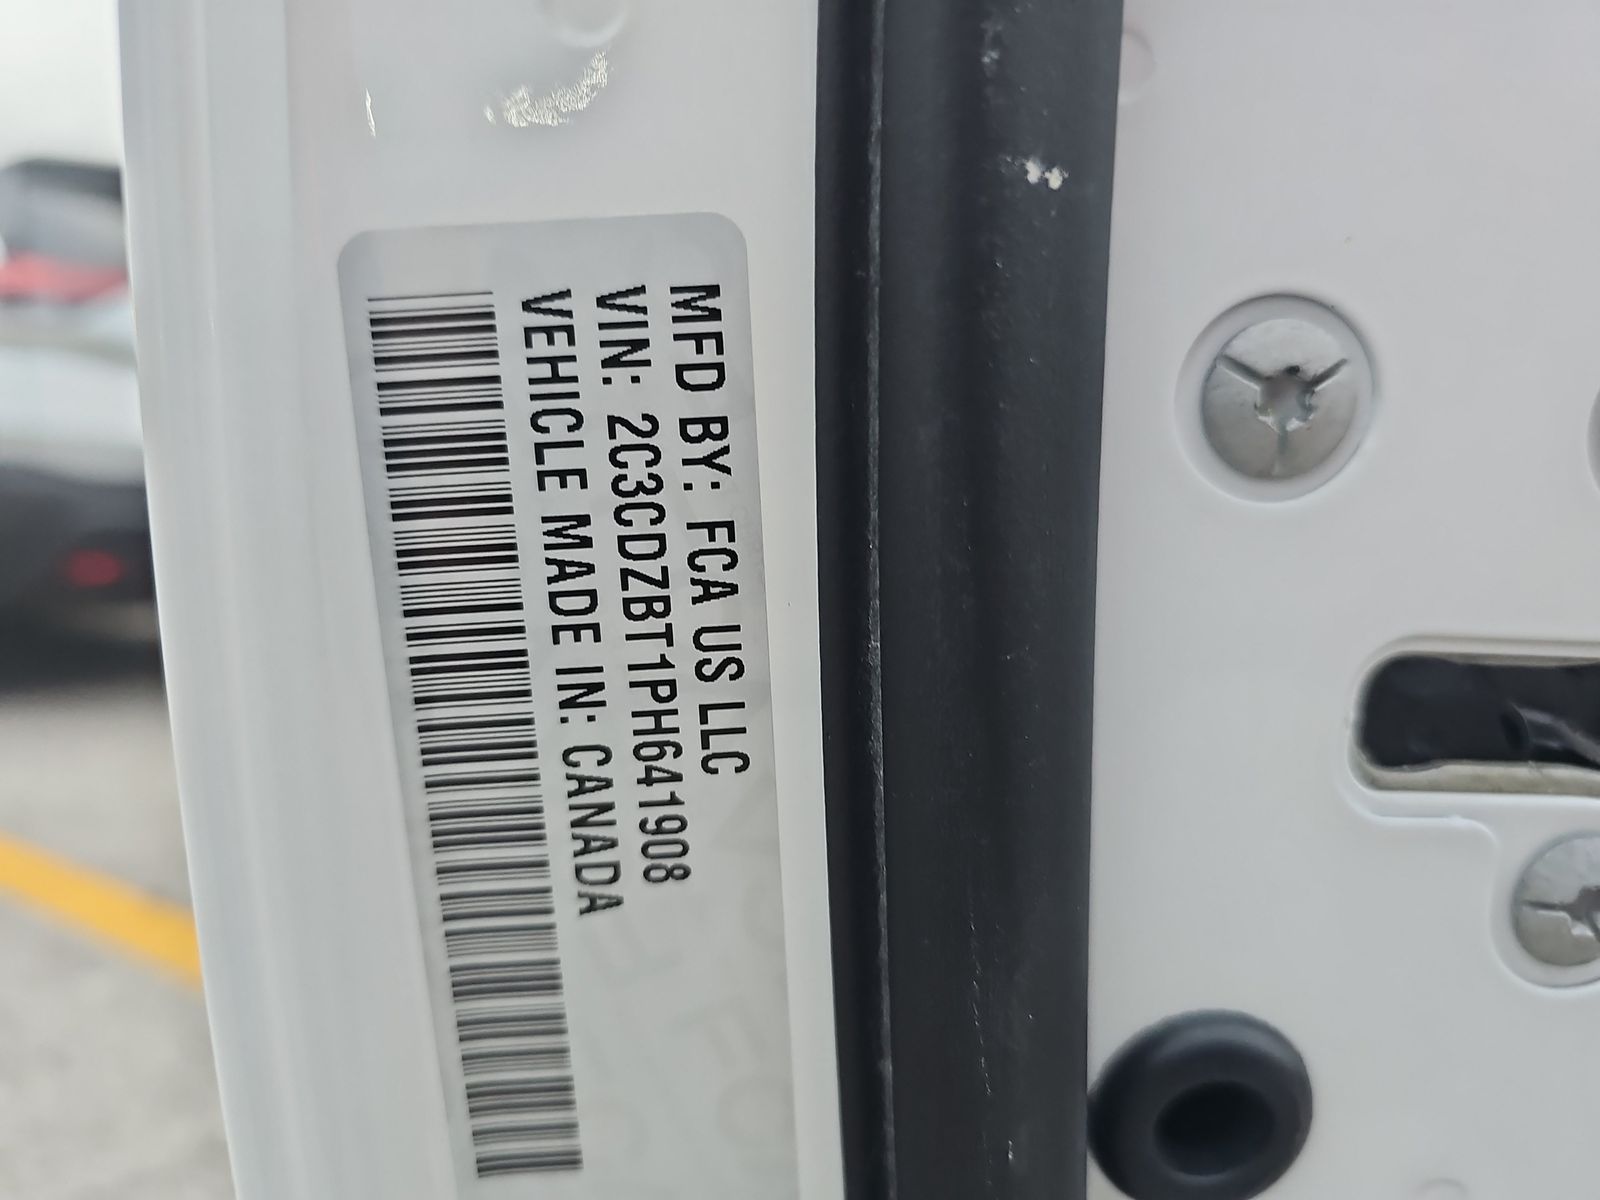 MFD BY: FCA US LLC
VIN: 2C3CDZBT1PH641908
VEHICLE MADE IN: CANADA